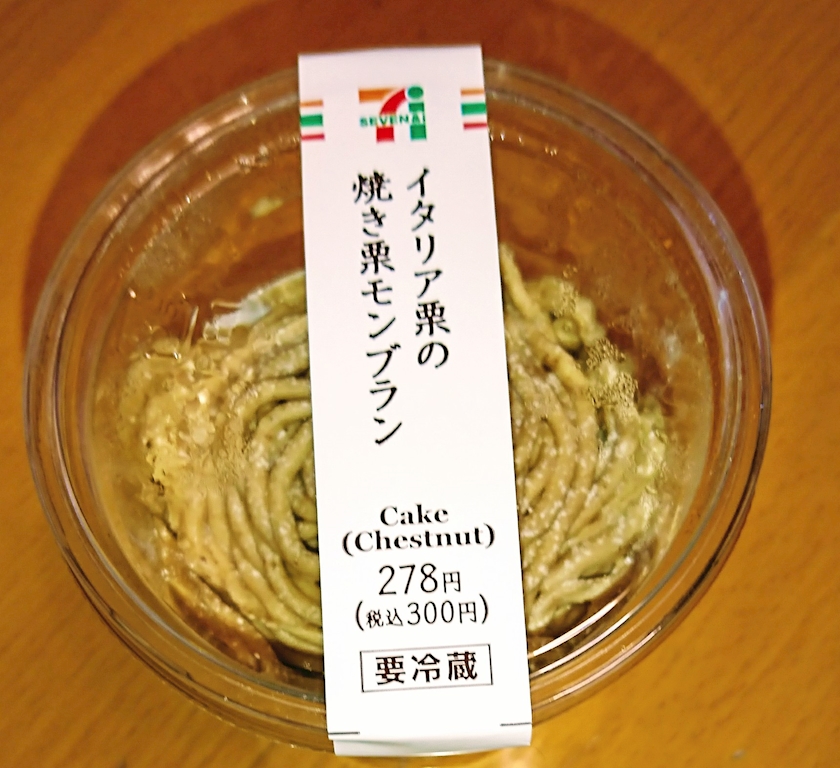 SEVEN&i
イタリア栗の
焼き栗モンブラン
Cake
(Chestnut)
278円
(税込300円)
要冷蔵